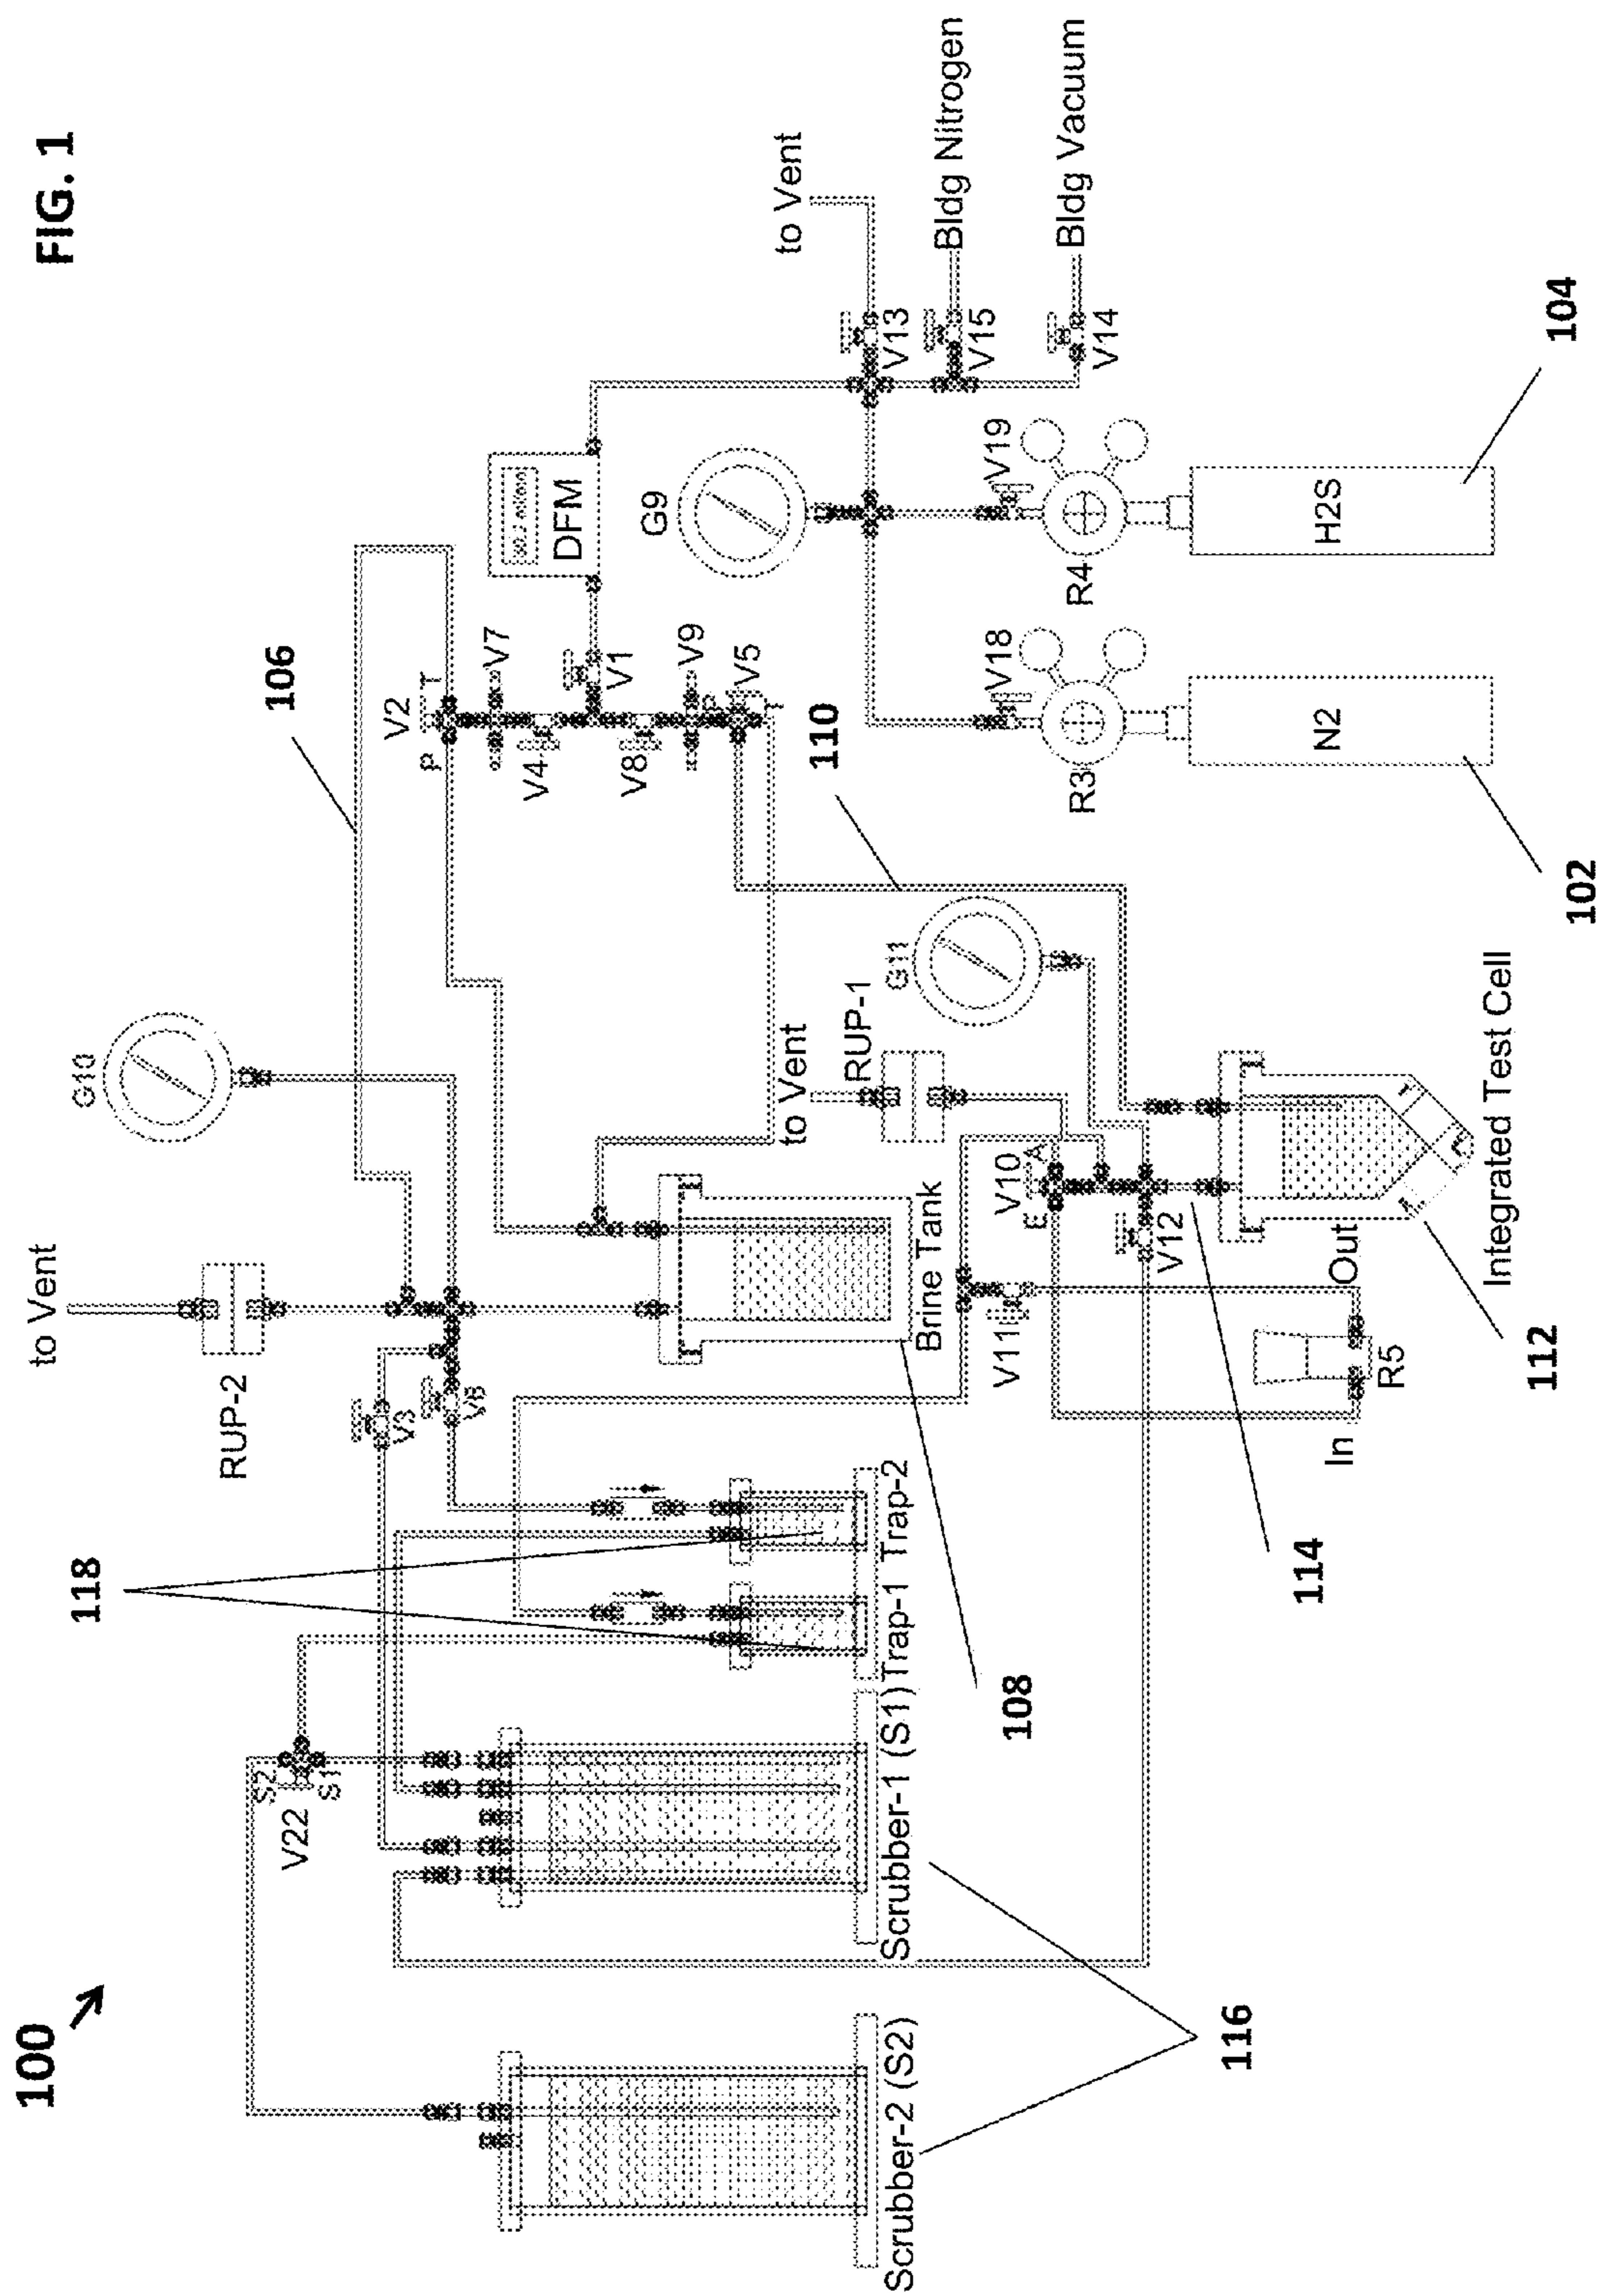 FIG. 1
100
to Vent
RUP-2
G10
106
V2
P
T
V7
V4
V1
V8
V9
V5
T
DFM
G9
to Vent
V13
Bldg Nitrogen
V15
Bldg Vacuum
V14
V19
R4
H2S
104
V18
R3
N2
102
110
G11
to Vent
RUP-1
V10
E
A
V12
V11
Out
In
R5
Integrated Test Cell
112
114
Brine Tank
108
V3
V6
118
Trap-2
Trap-1
Scrubber-1 (S1)
S2
S1
V22
Scrubber-2 (S2)
116